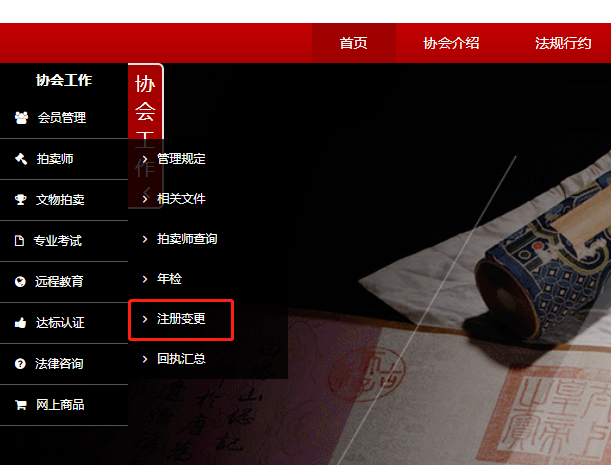 首页
协会介绍
法规行约
协会工作
会员管理
拍卖师
文物拍卖
专业考试
远程教育
达标认证
法律咨询
网上商品
协会工作
管理规定
相关文件
拍卖师查询
年检
注册变更
回执汇总